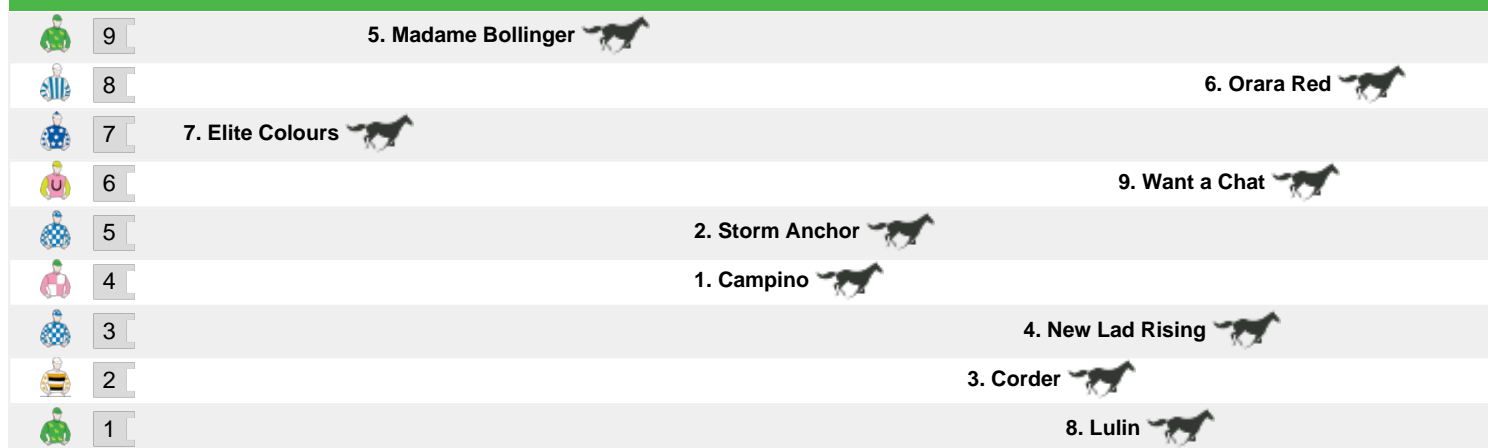 9 5. Madame Bollinger
8 6. Orara Red
7 7. Elite Colours
6 9. Want a Chat
5 2. Storm Anchor
4 1. Campino
3 4. New Lad Rising
2 3. Corder
1 8. Lulin